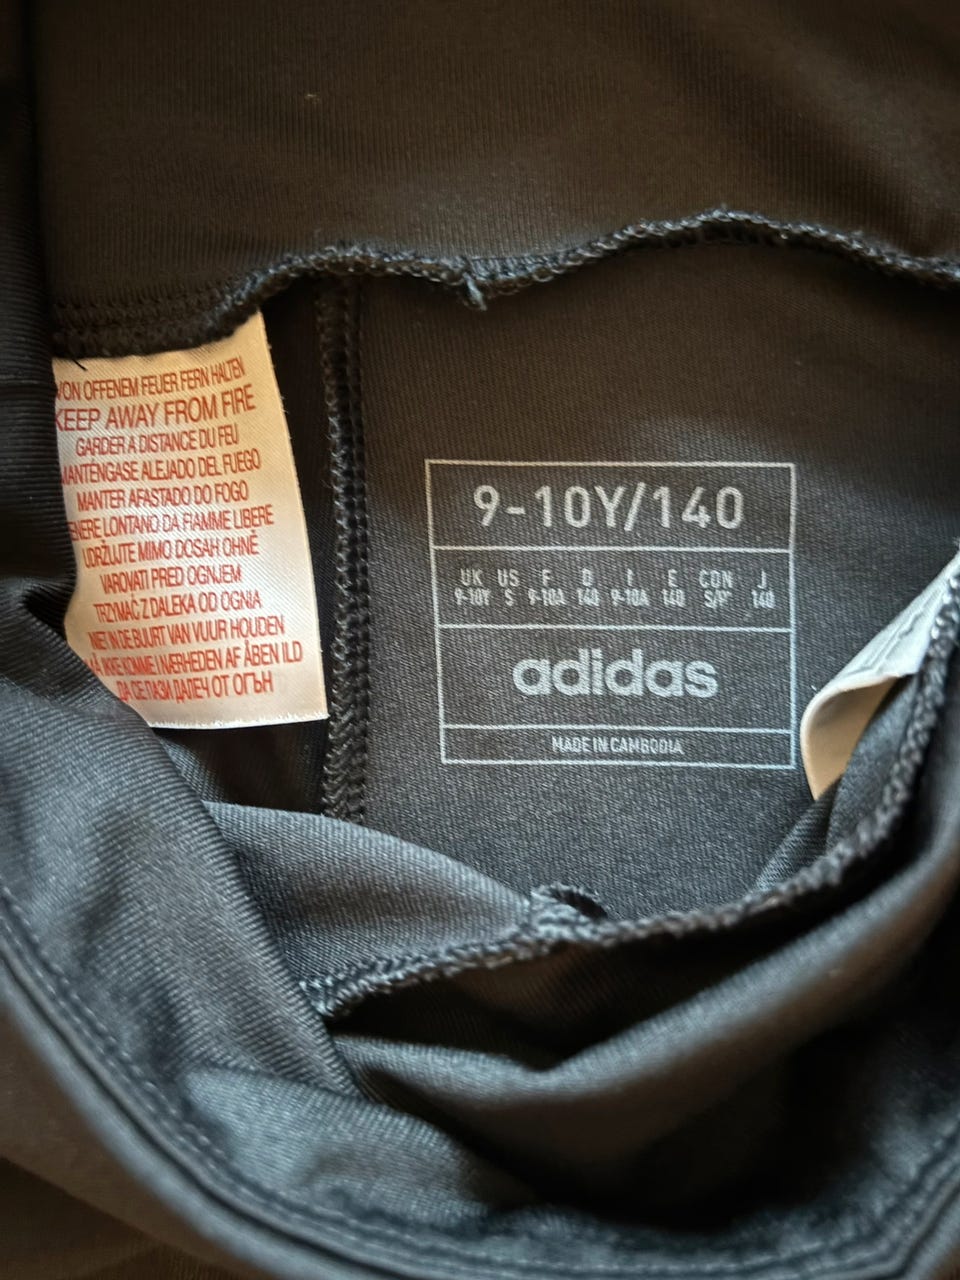 VON OFFENEM FEUER FERN HALTEN
KEEP AWAY FROM FIRE
GARDER A DISTANCE DU FEU
MANTÉNGASE ALEJADO DEL FUEGO
MANTER AFASTADO DO FOGO
ENERE LONTANO DA FIAMME LIBERE
UDRŽUJTE MIMO DOSAH OHNĚ
VAROVATI PRED OGNJEM
TRZYMAĆ Z DALEKA OD OGNIA
NIET IN DE BUURT VAN VUUR HOUDEN
MÅ IKKE KOMME I NÆRHEDEN AF ÅBEN ILD
ДА СЕ ПАЗИ ДАЛЕЧ ОТ ОГЪН
9-10Y/140
UK US F D I E CDN J
9-10Y S 9-10A 140 9-10A 140 S/P 140
adidas
MADE IN CAMBODIA